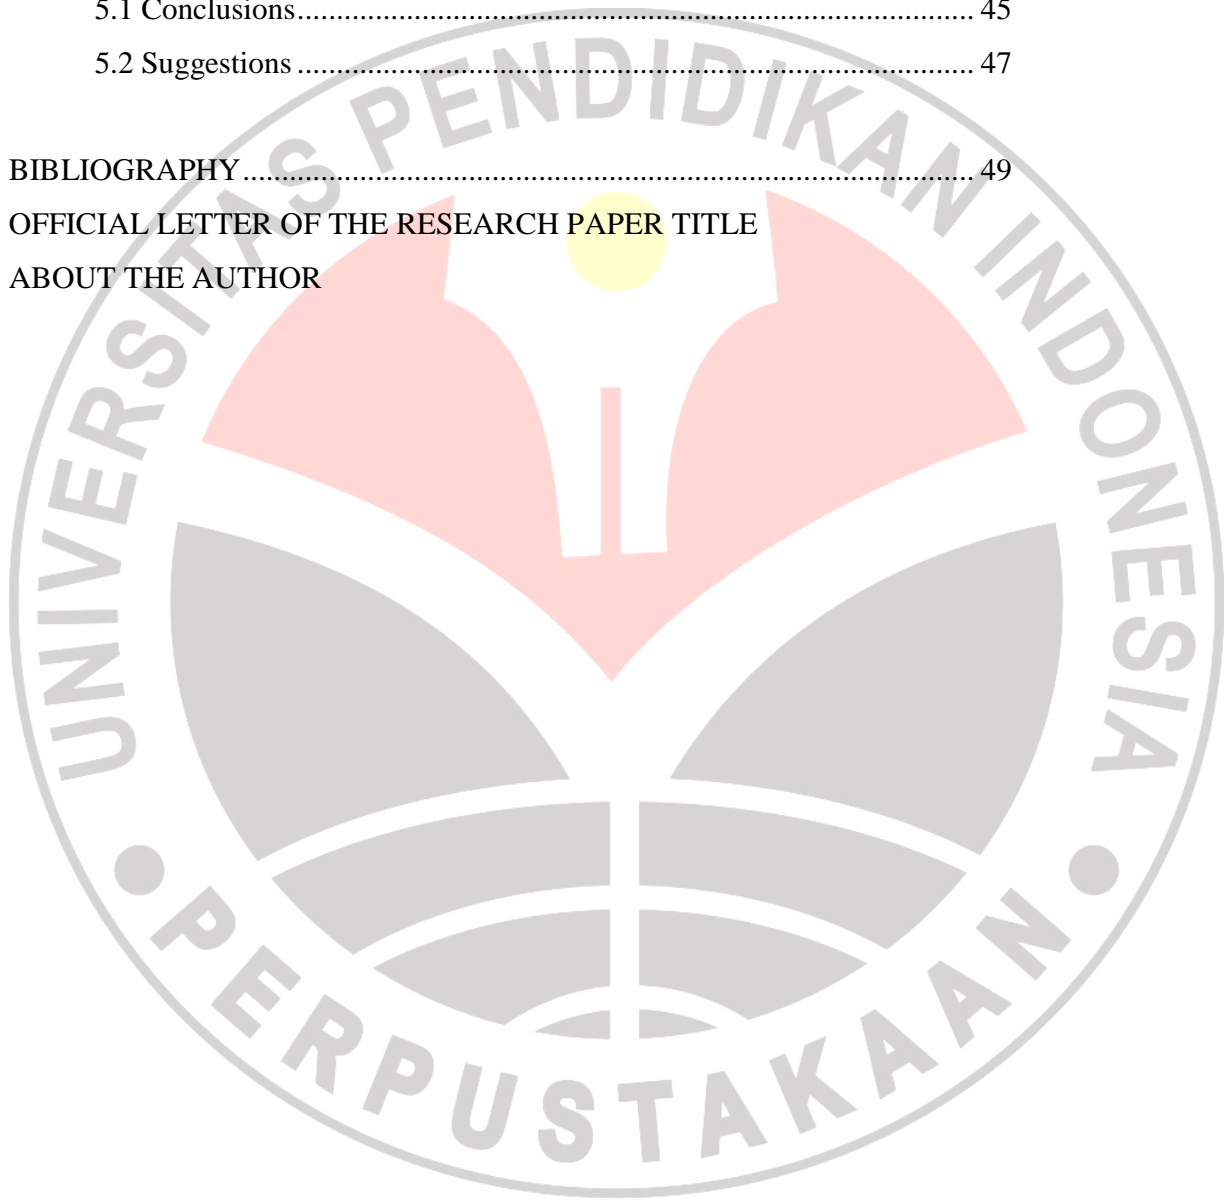 5.1 Conclusions.................................................................................... 45
5.2 Suggestions .................................................................................... 47
BIBLIOGRAPHY........................................................................................... 49
OFFICIAL LETTER OF THE RESEARCH PAPER TITLE
ABOUT THE AUTHOR
UNIVERSITAS PENDIDIKAN INDONESIA
PERPUSTAKAAN